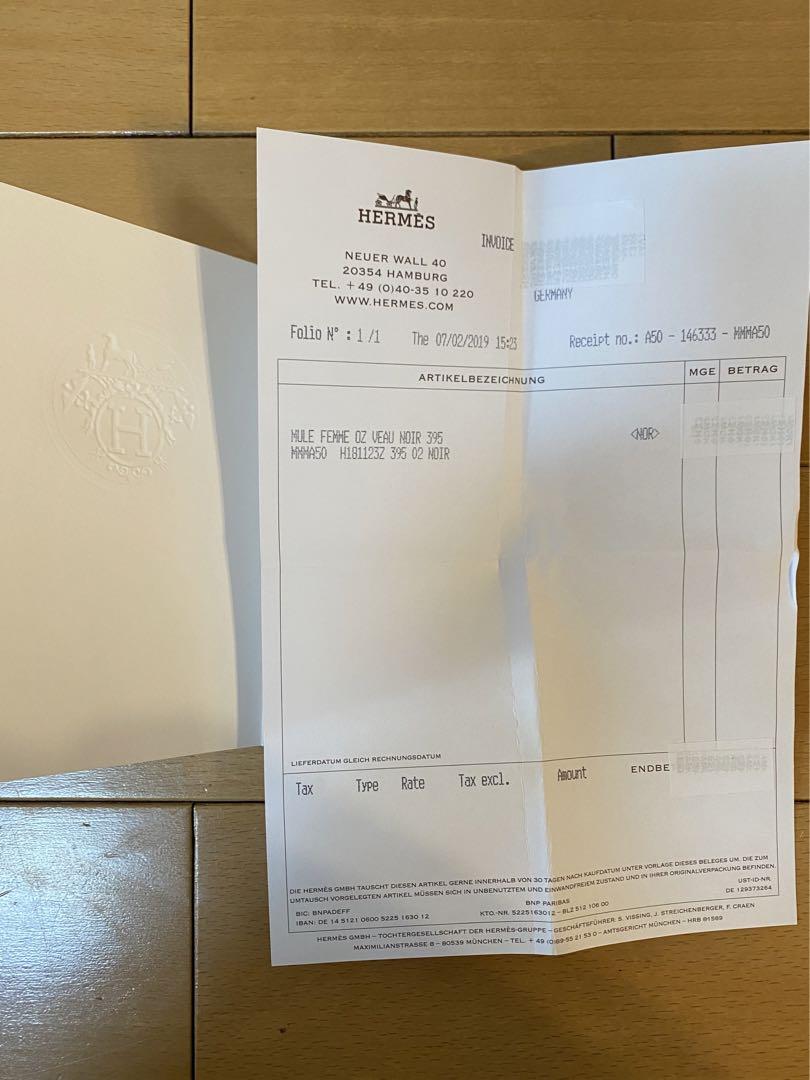 HERMÈS
NEUER WALL 40
20354 HAMBURG
TEL. + 49 (0)40-35 10 220
WWW.HERMES.COM
INVOICE
GERMANY
Folio N° : 1 /1 The 07/02/2019 15:23 Receipt no.: A50 - 146333 - MMMA50
ARTIKELBEZEICHNUNG MGE BETRAG
MULE FEMME OZ VEAU NOIR 395 <NOR>
MMMA50 H181123Z 395 02 NOIR
LIEFERDATUM GLEICH RECHNUNGSDATUM
Tax Type Rate Tax excl. Amount ENDBE
DIE HERMÈS GMBH TAUSCHT DIESEN ARTIKEL GERNE INNERHALB VON 30 TAGEN NACH KAUFDATUM UNTER VORLAGE DIESES BELEGES UM. DIE ZUM
UMTAUSCH VORGELEGTEN ARTIKEL MÜSSEN SICH IN UNBENUTZTEM UND EINWANDFREIEM ZUSTAND UND IN IHRER ORIGINALVERPACKUNG BEFINDEN.
BIC: BNPADEFF BNP PARIBAS UST-ID-NR.
IBAN: DE 14 5121 0600 5225 1630 12 KTO.-NR. 5225163012 – BLZ 512 106 00 DE 129373264
HERMÈS GMBH – TOCHTERGESELLSCHAFT DER HERMÈS-GRUPPE – GESCHÄFTSFÜHRER: S. VISSING, J. STREICHENBERGER, F. CRAEN
MAXIMILIANSTRASSE 8 – 80539 MÜNCHEN – TEL. + 49 (0)89-55 21 53 0 – AMTSGERICHT MÜNCHEN – HRB 81589
H